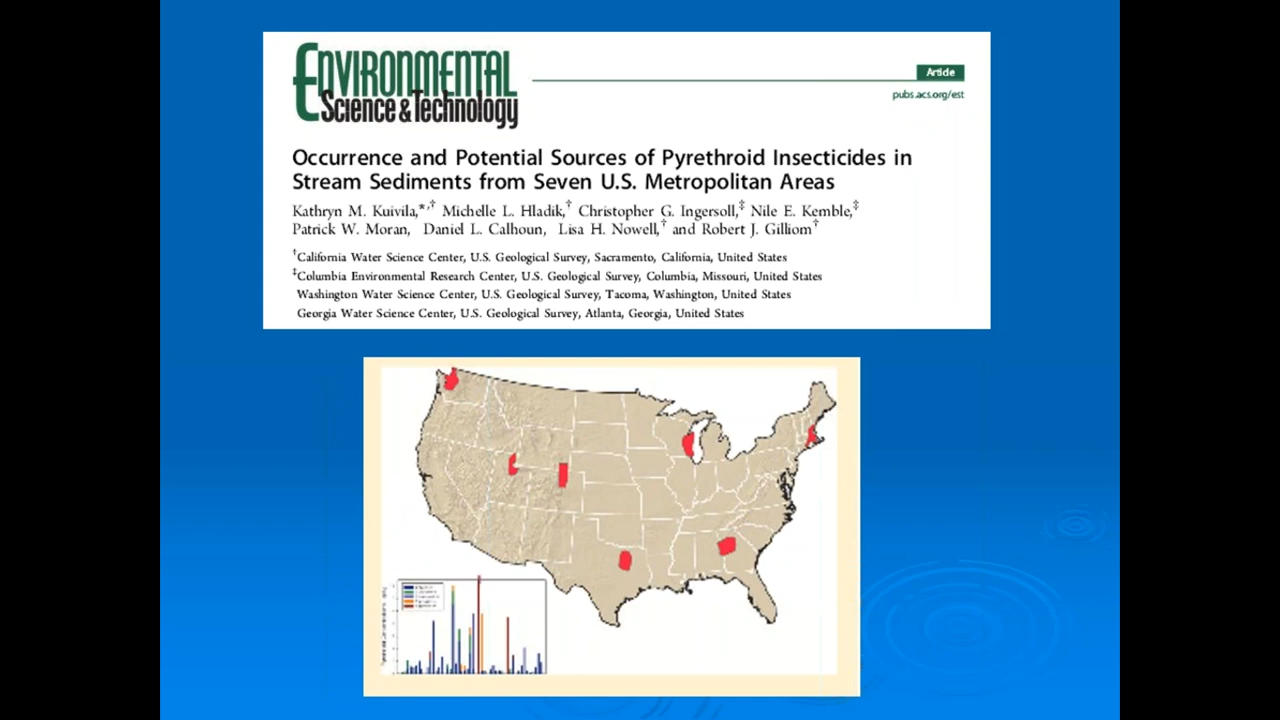 ENVIRONMENTAL
Science & Technology
Article
pubs.acs.org/est
Occurrence and Potential Sources of Pyrethroid Insecticides in
Stream Sediments from Seven U.S. Metropolitan Areas
Kathryn M. Kuivila,*,† Michelle L. Hladik,† Christopher G. Ingersoll,‡ Nile E. Kemble,‡
Patrick W. Moran, Daniel L. Calhoun, Lisa H. Nowell,† and Robert J. Gilliom†
†California Water Science Center, U.S. Geological Survey, Sacramento, California, United States
‡Columbia Environmental Research Center, U.S. Geological Survey, Columbia, Missouri, United States
Washington Water Science Center, U.S. Geological Survey, Tacoma, Washington, United States
Georgia Water Science Center, U.S. Geological Survey, Atlanta, Georgia, United States